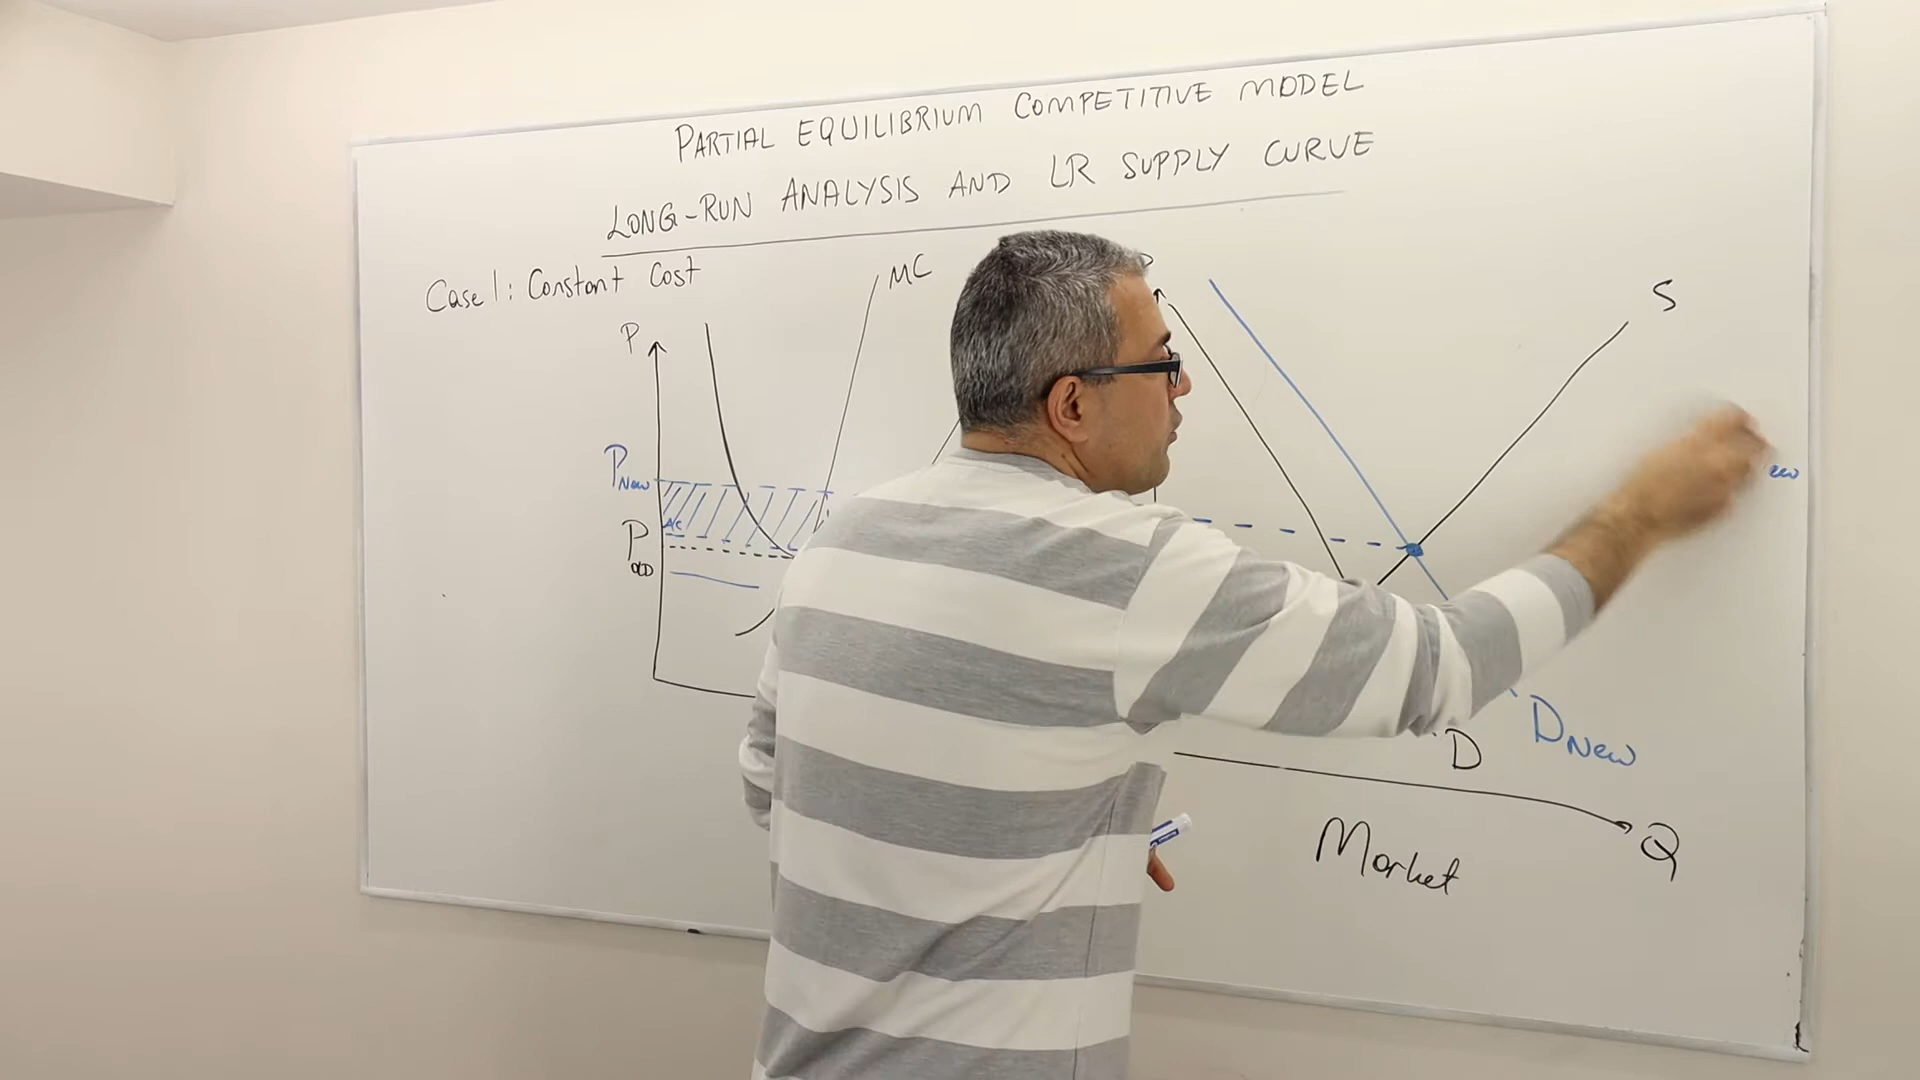 PARTIAL EQUILIBRIUM COMPETITIVE MODEL
LONG-RUN ANALYSIS AND LR SUPPLY CURVE
Case 1: Constant Cost
MC
P
P New
AC
P OLD
S
D
D New
Q
Market